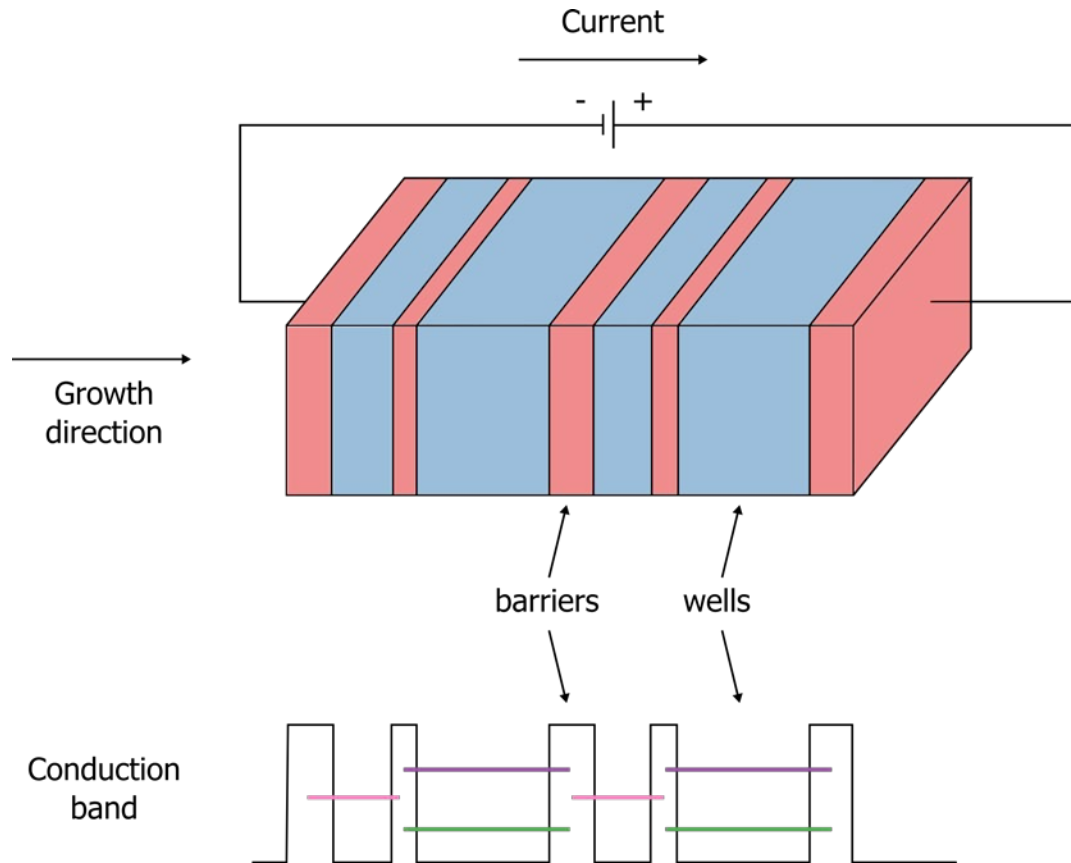 Current
- +
Growth
direction
barriers wells
Conduction
band